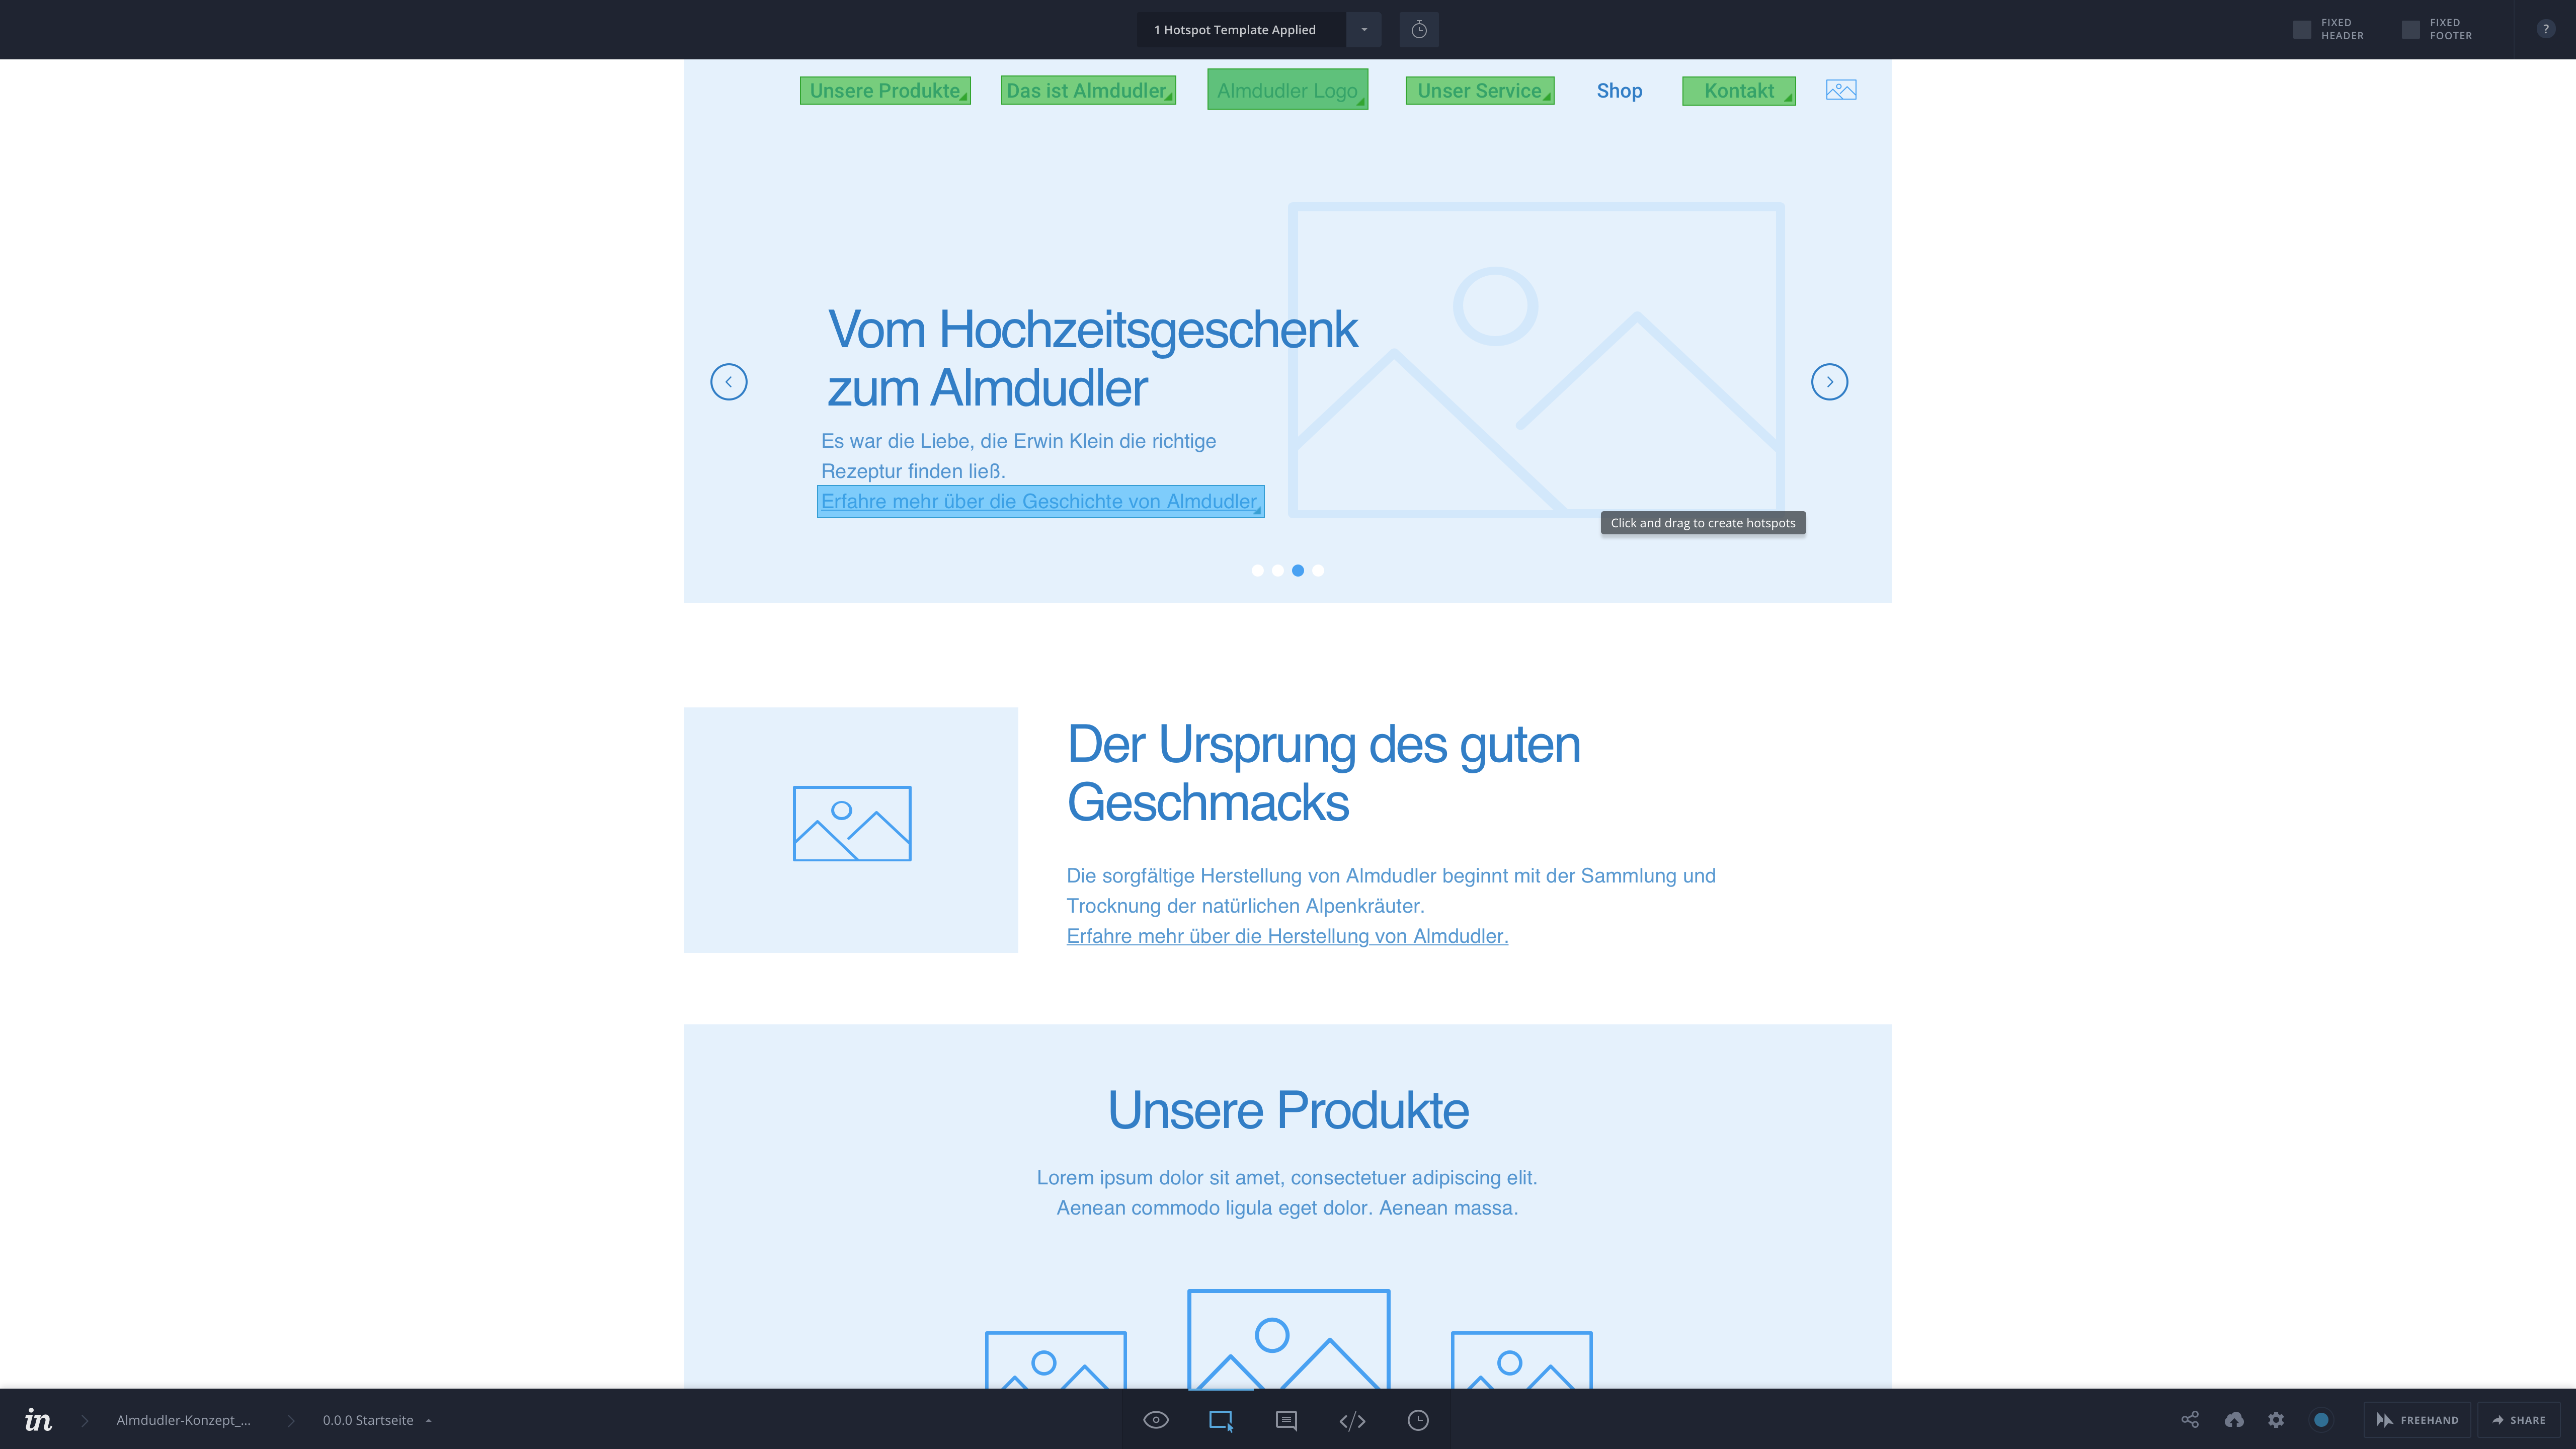 1 Hotspot Template Applied
FIXED HEADER
FIXED FOOTER
?
Unsere Produkte
Das ist Almdudler
Almdudler Logo
Unser Service
Shop
Kontakt
Vom Hochzeitsgeschenk
zum Almdudler
Es war die Liebe, die Erwin Klein die richtige
Rezeptur finden ließ.
Erfahre mehr über die Geschichte von Almdudler
Click and drag to create hotspots
Der Ursprung des guten
Geschmacks
Die sorgfältige Herstellung von Almdudler beginnt mit der Sammlung und
Trocknung der natürlichen Alpenkräuter.
Erfahre mehr über die Herstellung von Almdudler.
Unsere Produkte
Lorem ipsum dolor sit amet, consectetuer adipiscing elit.
Aenean commodo ligula eget dolor. Aenean massa.
in
Almdudler-Konzept_...
0.0.0 Startseite
FREEHAND
SHARE